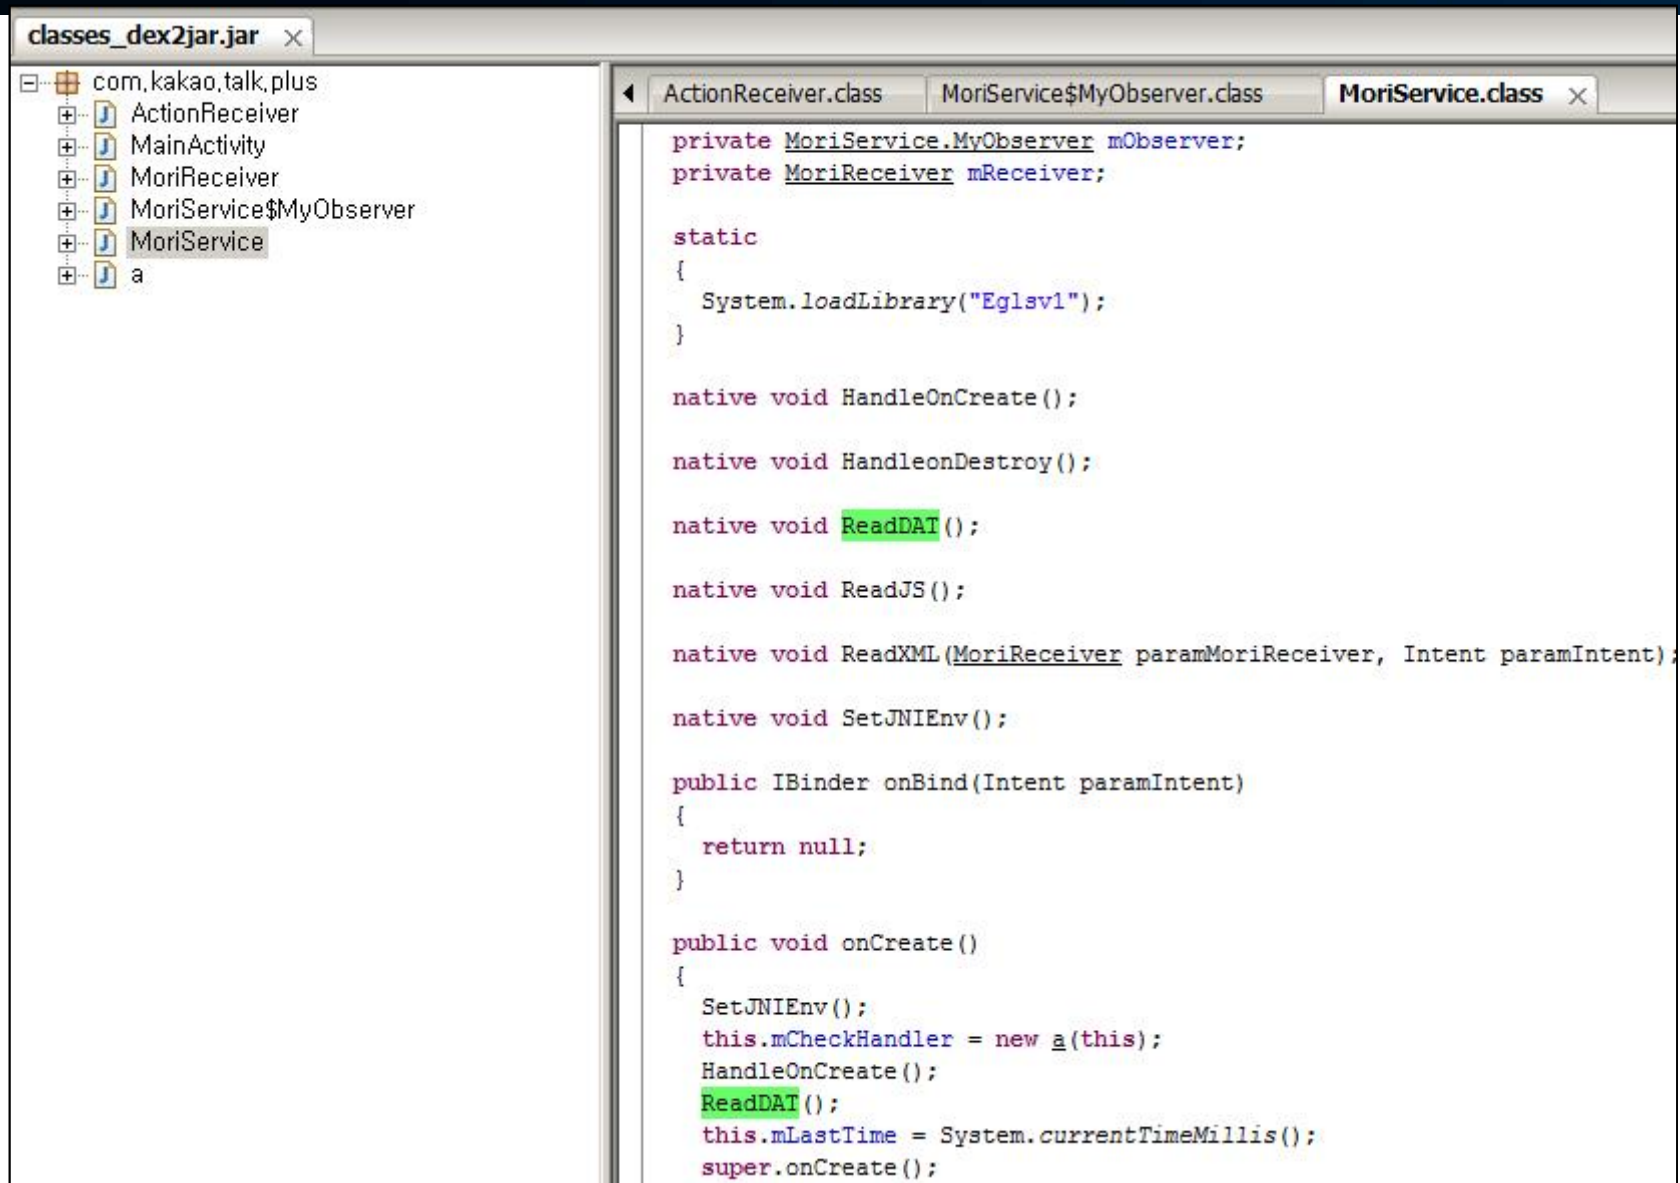 classes_dex2jar.jar
com.kakao.talk.plus
ActionReceiver
MainActivity
MoriReceiver
MoriService$MyObserver
MoriService
a
ActionReceiver.class MoriService$MyObserver.class MoriService.class
private MoriService.MyObserver mObserver;
private MoriReceiver mReceiver;
static
{
System.loadLibrary("Eglsv1");
}
native void HandleOnCreate();
native void HandleonDestroy();
native void ReadDAT();
native void ReadJS();
native void ReadXML(MoriReceiver paramMoriReceiver, Intent paramIntent);
native void SetJNIEnv();
public IBinder onBind(Intent paramIntent)
{
return null;
}
public void onCreate()
{
SetJNIEnv();
this.mCheckHandler = new a(this);
HandleOnCreate();
ReadDAT();
this.mLastTime = System.currentTimeMillis();
super.onCreate();